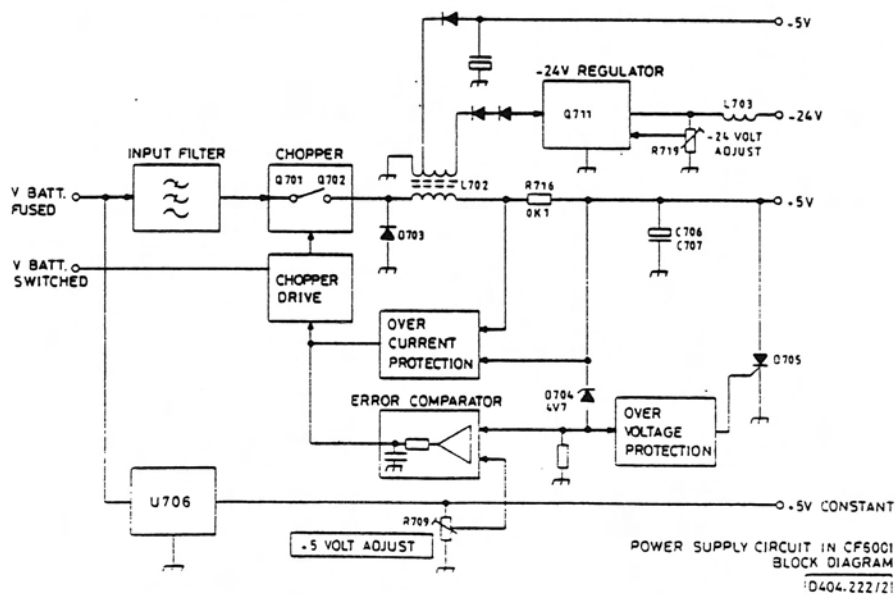 -5V
-24V REGULATOR
L703
Q711
-24V
-24 VOLT
ADJUST
R719
INPUT FILTER
CHOPPER
Q701 Q702
L702
R716
0K1
V BATT.
FUSED
+5V
D703
C706
C707
V BATT.
SWITCHED
CHOPPER
DRIVE
OVER
CURRENT
PROTECTION
D705
D704
4V7
ERROR COMPARATOR
OVER
VOLTAGE
PROTECTION
U706
+5V CONSTANT
R709
+5 VOLT ADJUST
POWER SUPPLY CIRCUIT IN CF5001
BLOCK DIAGRAM
D404.222/2